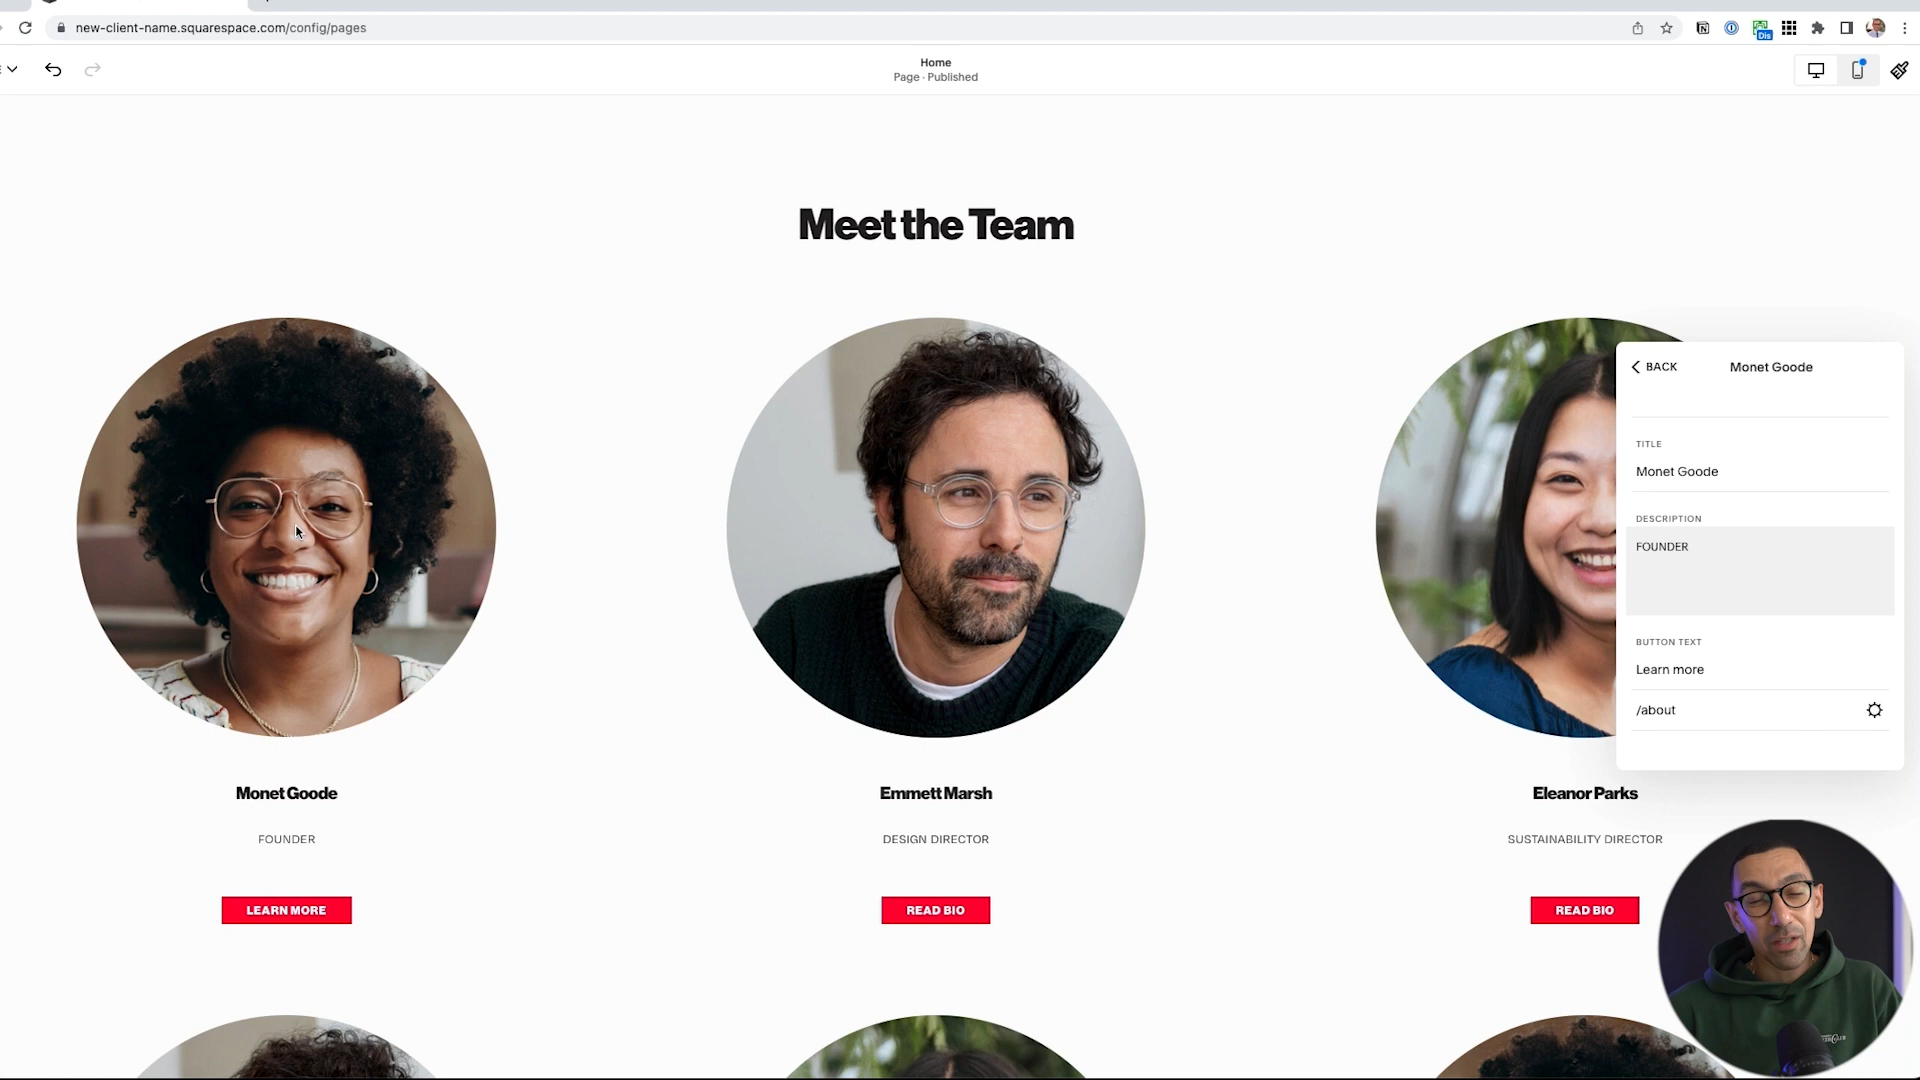 new-client-name.squarespace.com/config/pages
Dis
Home
Page · Published
Meet the Team
BACK
Monet Goode
TITLE
Monet Goode
DESCRIPTION
FOUNDER
BUTTON TEXT
Learn more
/about
Monet Goode
Emmett Marsh
Eleanor Parks
FOUNDER
DESIGN DIRECTOR
SUSTAINABILITY DIRECTOR
LEARN MORE
READ BIO
READ BIO